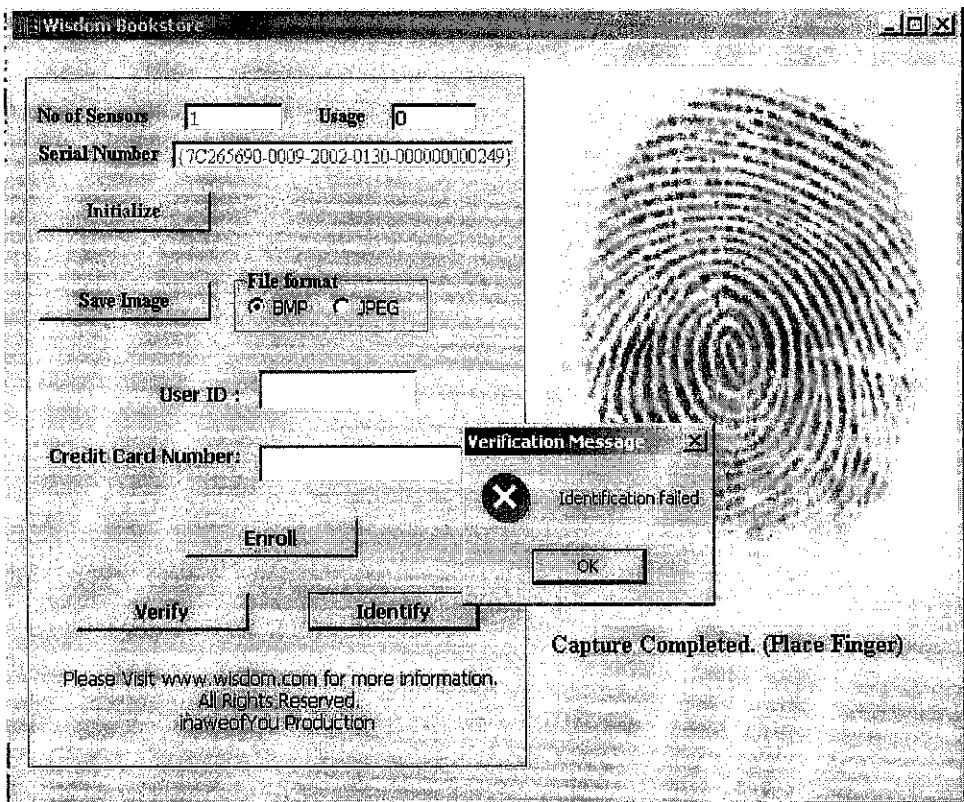 Wisdom Bookstore
No of Sensors 1 Usage 0
Serial Number {7C265690-0009-2002-0130-000000000249}
Initialize
Save Image
File format
BMP JPEG
User ID :
Credit Card Number:
Verification Message
Identification failed
OK
Enroll
Verify Identify
Capture Completed. (Place Finger)
Please Visit www.wisdom.com for more information.
All Rights Reserved.
inaweofYou Production